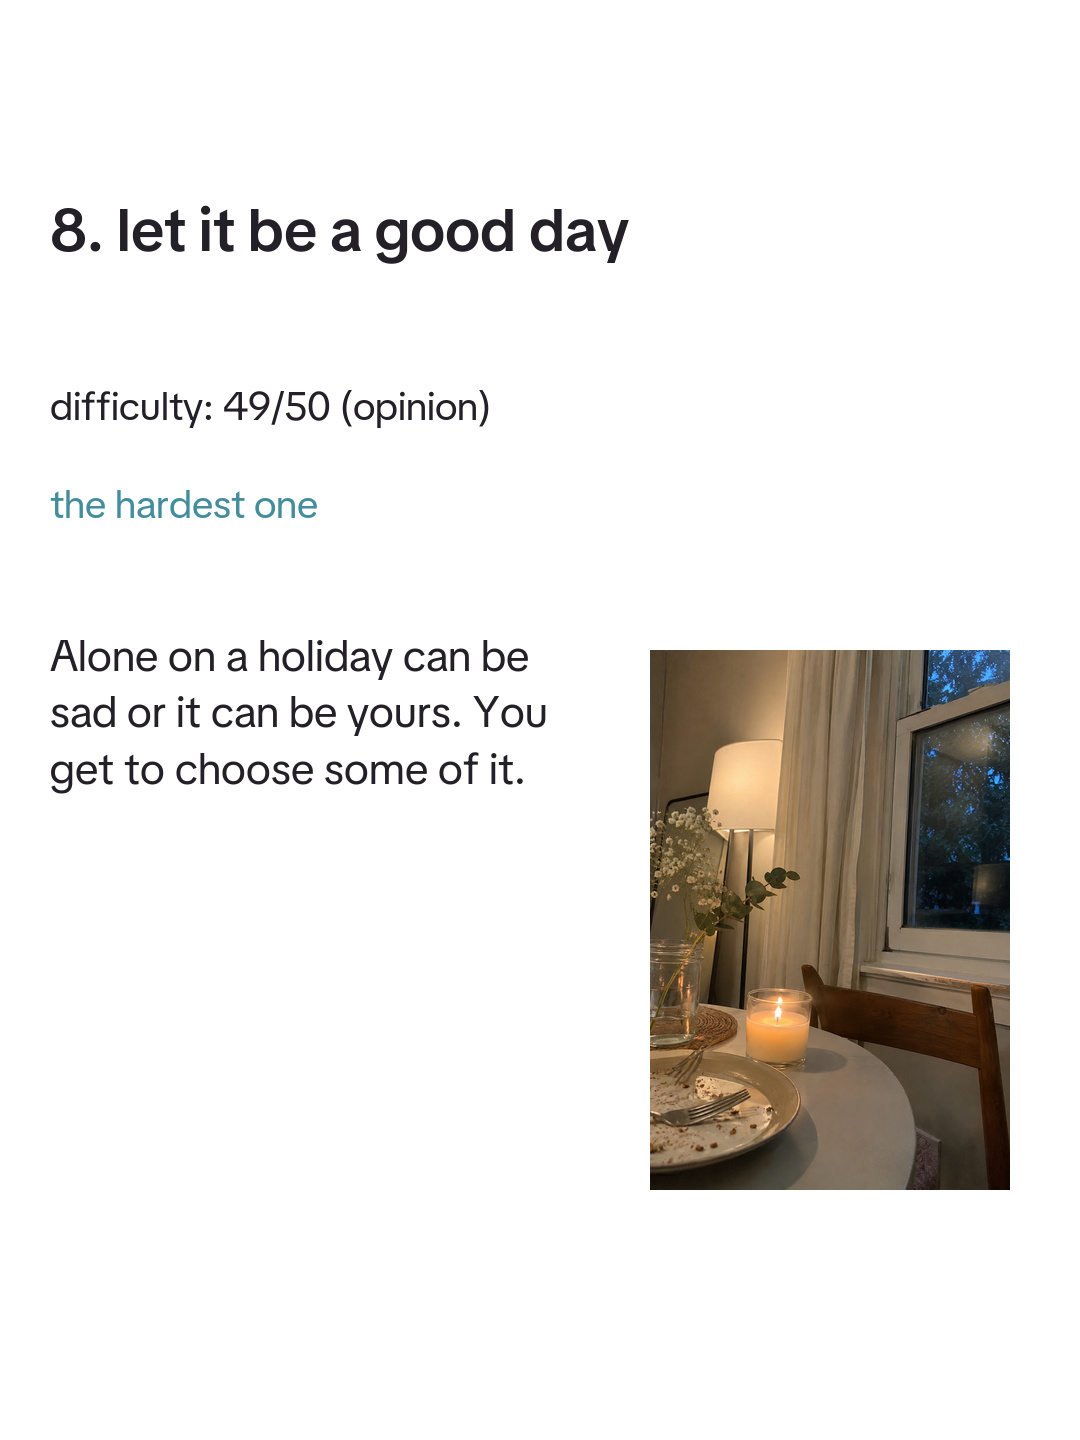 8. let it be a good day
difficulty: 49/50 (opinion)
the hardest one
Alone on a holiday can be
sad or it can be yours. You
get to choose some of it.